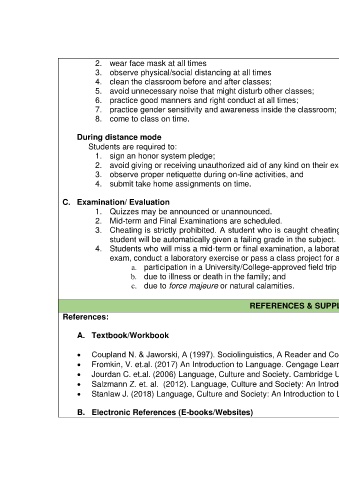 2. wear face mask at all times
3. observe physical/social distancing at all times
4. clean the classroom before and after classes;
5. avoid unnecessary noise that might disturb other classes;
6. practice good manners and right conduct at all times;
7. practice gender sensitivity and awareness inside the classroom;
8. come to class on time.
During distance mode
Students are required to:
1. sign an honor system pledge;
2. avoid giving or receiving unauthorized aid of any kind on their ex
3. observe proper netiquette during on-line activities, and
4. submit take home assignments on time.
C. Examination/ Evaluation
1. Quizzes may be announced or unannounced.
2. Mid-term and Final Examinations are scheduled.
3. Cheating is strictly prohibited. A student who is caught cheating
student will be automatically given a failing grade in the subject.
4. Students who will miss a mid-term or final examination, a laborat
exam, conduct a laboratory exercise or pass a class project for a
a. participation in a University/College-approved field trip
b. due to illness or death in the family; and
c. due to force majeure or natural calamities.
REFERENCES & SUPPL
References:
A. Textbook/Workbook
• Coupland N. & Jaworski, A (1997). Sociolinguistics, A Reader and Co
• Fromkin, V. et.al. (2017) An Introduction to Language. Cengage Lear
• Jourdan C. et.al. (2006) Language, Culture and Society. Cambridge U
• Salzmann Z. et. al. (2012). Language, Culture and Society: An Introd
• Stanlaw J. (2018) Language, Culture and Society: An Introduction to L
B. Electronic References (E-books/Websites)